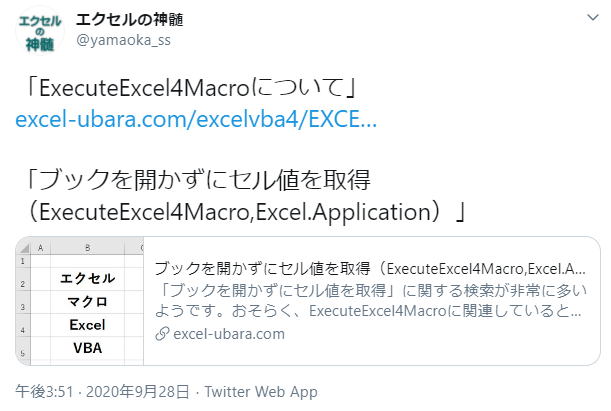 エクセルの神髄
エクセル
の
神髄
@yamaoka_ss
「ExecuteExcel4Macroについて」
excel-ubara.com/excelvba4/EXCE…
「ブックを開かずにセル値を取得
（ExecuteExcel4Macro,Excel.Application）」
A B C
1
2 エクセル
3 マクロ
4 Excel
5 VBA
ブックを開かずにセル値を取得（ExecuteExcel4Macro,Excel.A...
「ブックを開かずにセル値を取得」に関する検索が非常に多い
ようです。おそらく、ExecuteExcel4Macroに関連していると...
excel-ubara.com
午後3:51 · 2020年9月28日 · Twitter Web App